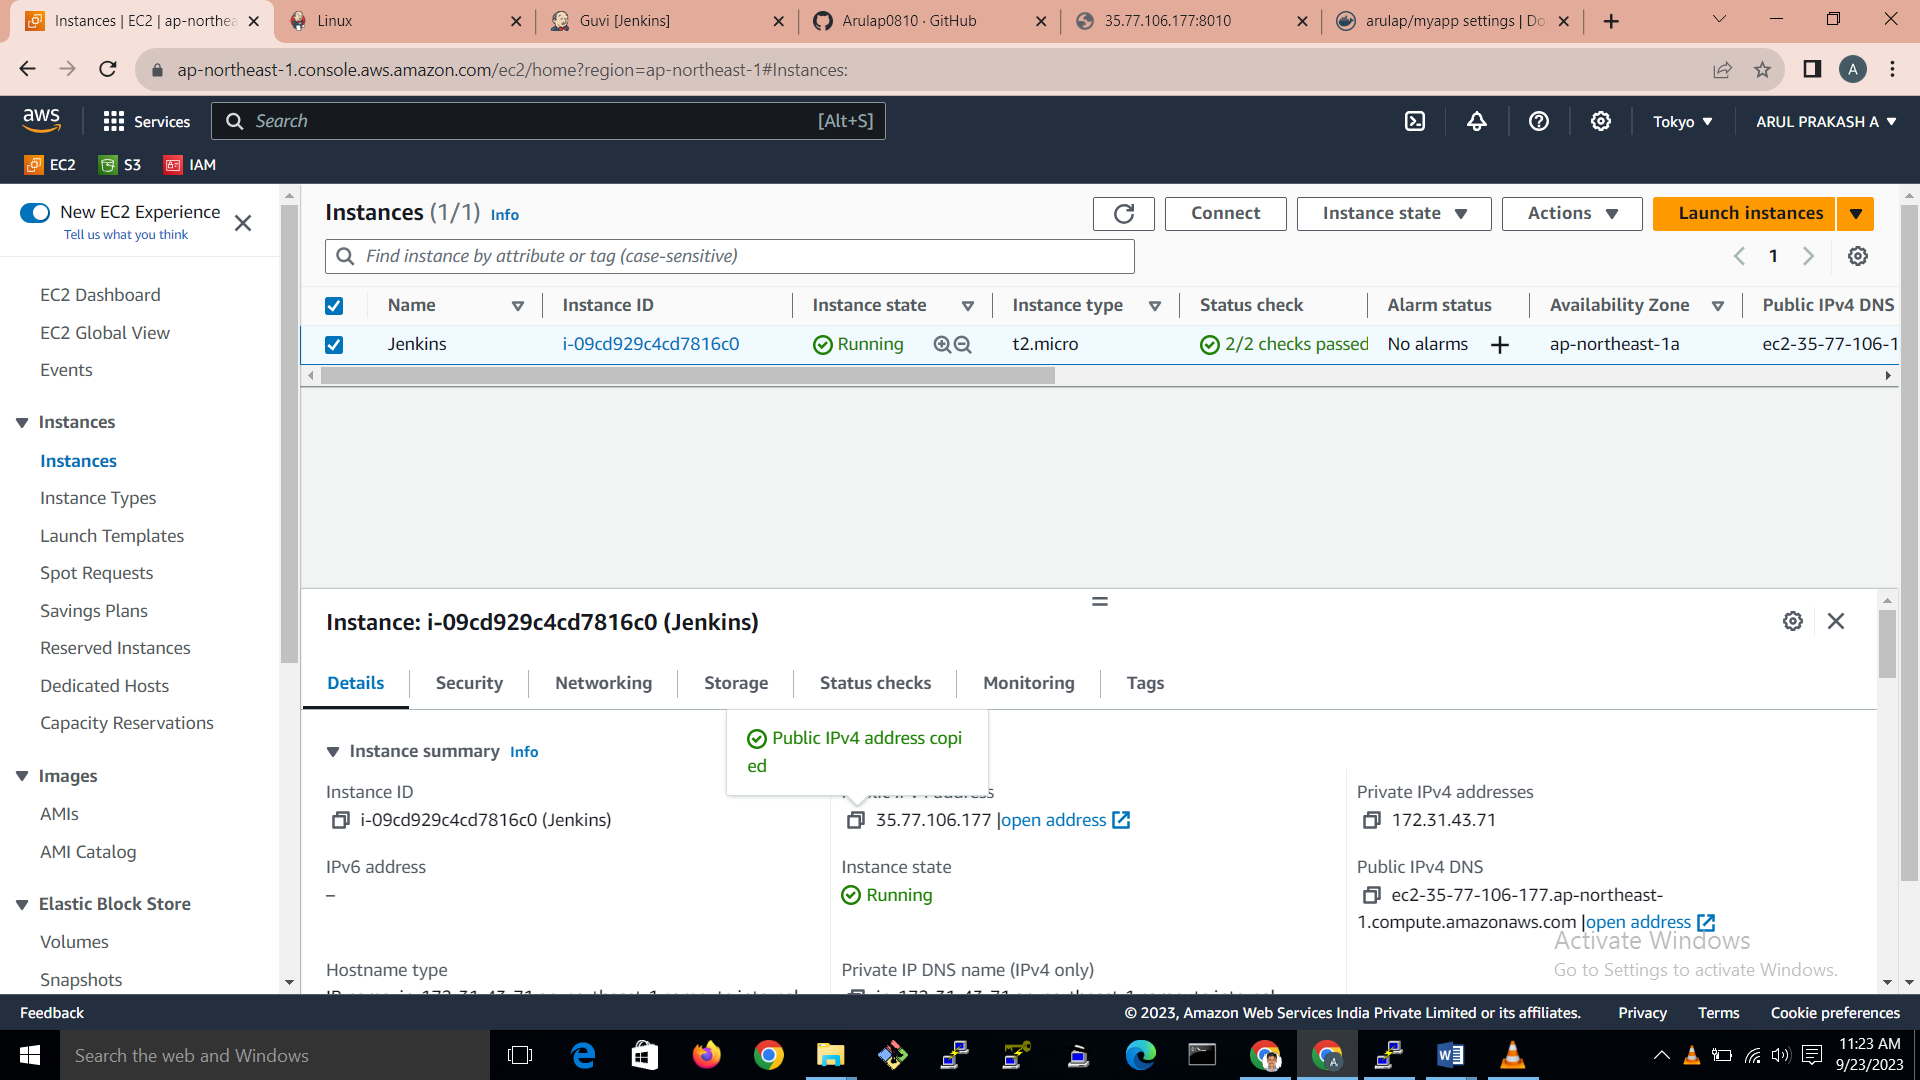 Instances | EC2 | ap-northea
Linux
Guvi [Jenkins]
Arulap0810 · GitHub
35.77.106.177:8010
arulap/myapp settings | Do
ap-northeast-1.console.aws.amazon.com/ec2/home?region=ap-northeast-1#Instances:
A
aws
Services
Search
[Alt+S]
Tokyo
ARUL PRAKASH A
EC2
S3
IAM
New EC2 Experience
Tell us what you think
EC2 Dashboard
EC2 Global View
Events
Instances
Instances
Instance Types
Launch Templates
Spot Requests
Savings Plans
Reserved Instances
Dedicated Hosts
Capacity Reservations
Images
AMIs
AMI Catalog
Elastic Block Store
Volumes
Snapshots
Instances (1/1) Info
Connect
Instance state
Actions
Launch instances
Find instance by attribute or tag (case-sensitive)
1
Name
Instance ID
Instance state
Instance type
Status check
Alarm status
Availability Zone
Public IPv4 DNS
Jenkins
i-09cd929c4cd7816c0
Running
t2.micro
2/2 checks passed
No alarms
ap-northeast-1a
ec2-35-77-106-1
Instance: i-09cd929c4cd7816c0 (Jenkins)
Details
Security
Networking
Storage
Status checks
Monitoring
Tags
Public IPv4 address copi
ed
Instance summary Info
Instance ID
i-09cd929c4cd7816c0 (Jenkins)
35.77.106.177 |open address
Private IPv4 addresses
172.31.43.71
IPv6 address
–
Instance state
Running
Public IPv4 DNS
ec2-35-77-106-177.ap-northeast-
1.compute.amazonaws.com |open address
Hostname type
Private IP DNS name (IPv4 only)
Activate Windows
Go to Settings to activate Windows.
Feedback
© 2023, Amazon Web Services India Private Limited or its affiliates.
Privacy
Terms
Cookie preferences
Search the web and Windows
11:23 AM
9/23/2023